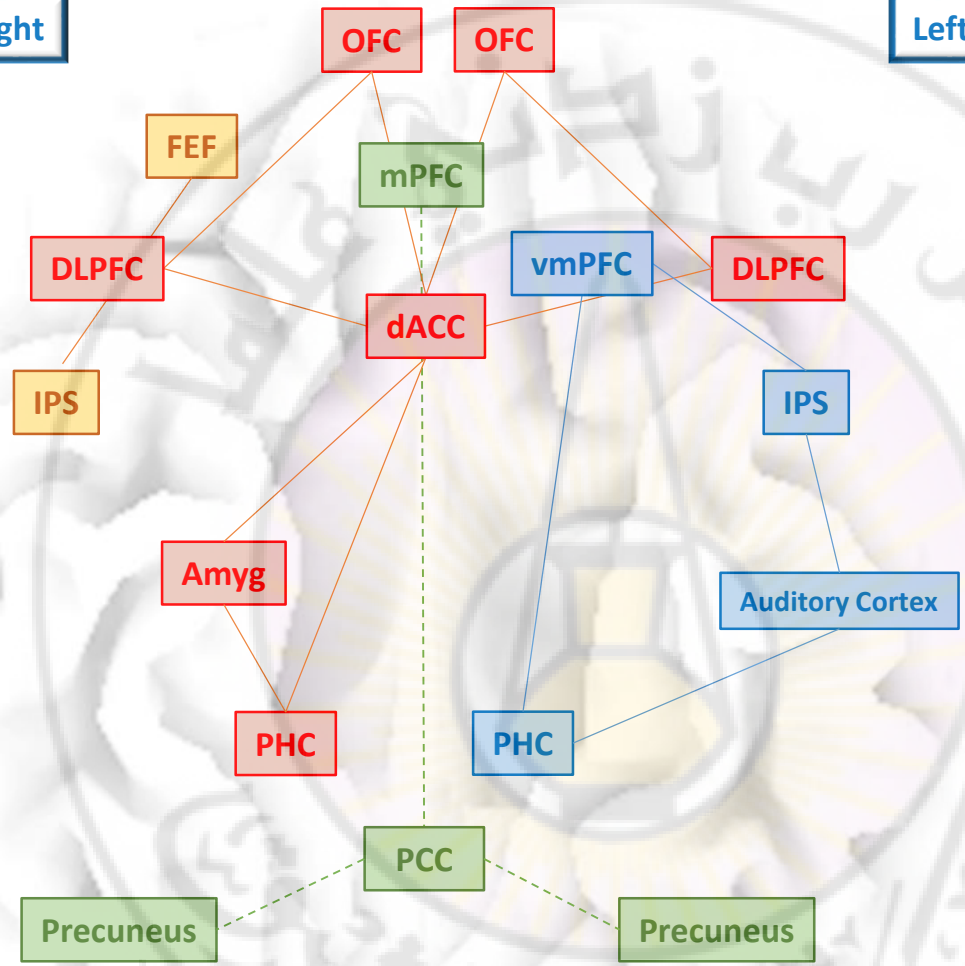 ght
Left
OFC
OFC
FEF
mPFC
DLPFC
vmPFC
DLPFC
dACC
IPS
IPS
Amyg
Auditory Cortex
PHC
PHC
PCC
Precuneus
Precuneus